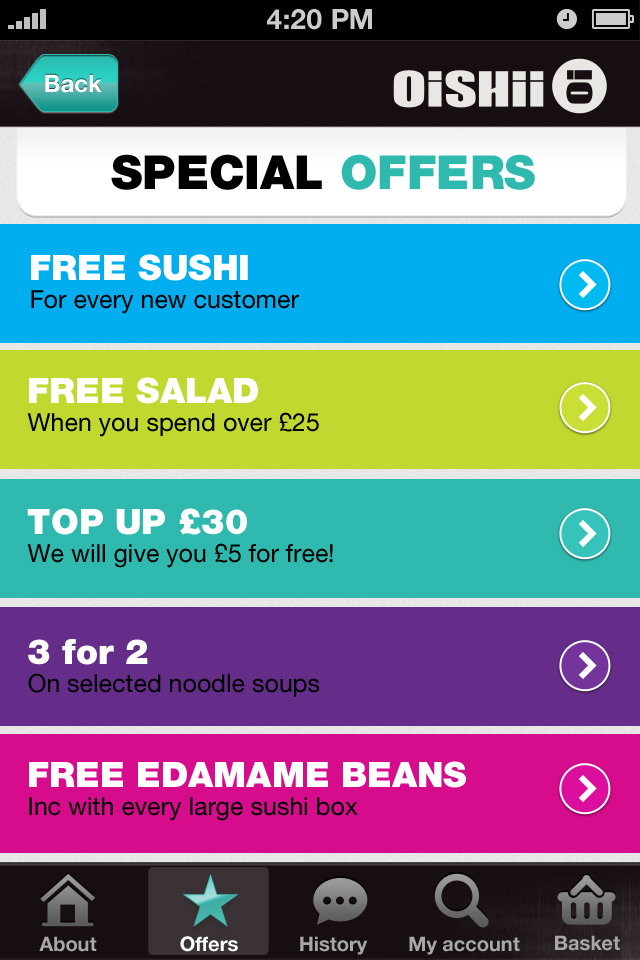 4:20 PM
Back
OiSHii
SPECIAL OFFERS
FREE SUSHI
For every new customer
FREE SALAD
When you spend over £25
TOP UP £30
We will give you £5 for free!
3 for 2
On selected noodle soups
FREE EDAMAME BEANS
Inc with every large sushi box
About
Offers
History
My account
Basket